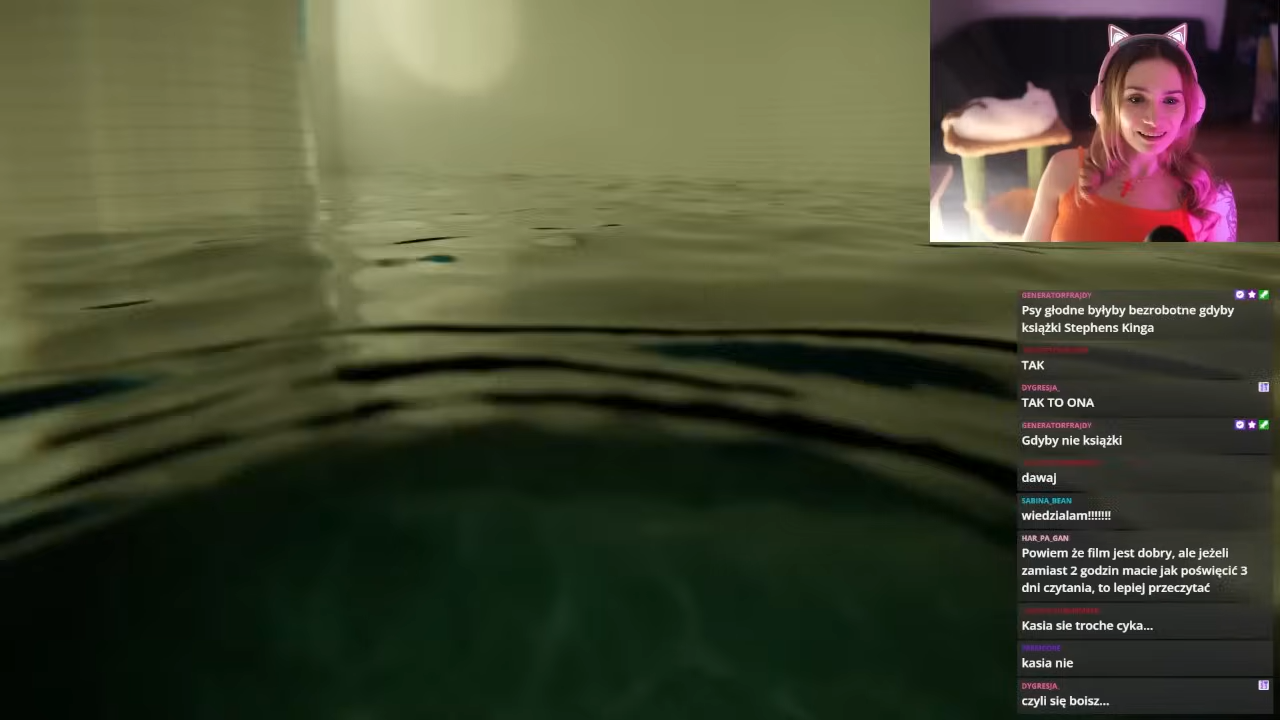 GENERATORFRAJDY
Psy głodne byłyby bezrobotne gdyby
książki Stephens Kinga
TAK
DYGRESJA_
TAK TO ONA
GENERATORFRAJDY
Gdyby nie książki
dawaj
SABINA_BEAN
wiedzialam!!!!!!!
HAR_PA_GAN
Powiem że film jest dobry, ale jeżeli
zamiast 2 godzin macie jak poświęcić 3
dni czytania, to lepiej przeczytać
Kasia sie troche cyka...
kasia nie
DYGRESJA_
czyli się boisz...